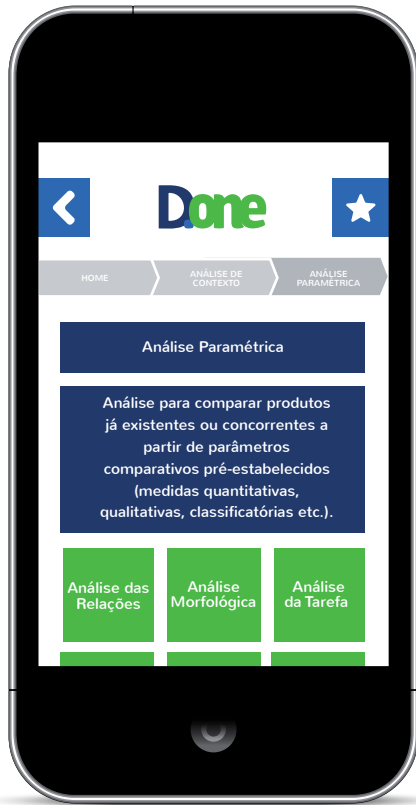 D.one
HOME
ANÁLISE DE
CONTEXTO
ANÁLISE
PARAMÉTRICA
Análise Paramétrica
Análise para comparar produtos
já existentes ou concorrentes a
partir de parâmetros
comparativos pré-estabelecidos
(medidas quantitativas,
qualitativas, classificatórias etc.).
Análise das
Relações
Análise
Morfológica
Análise
da Tarefa